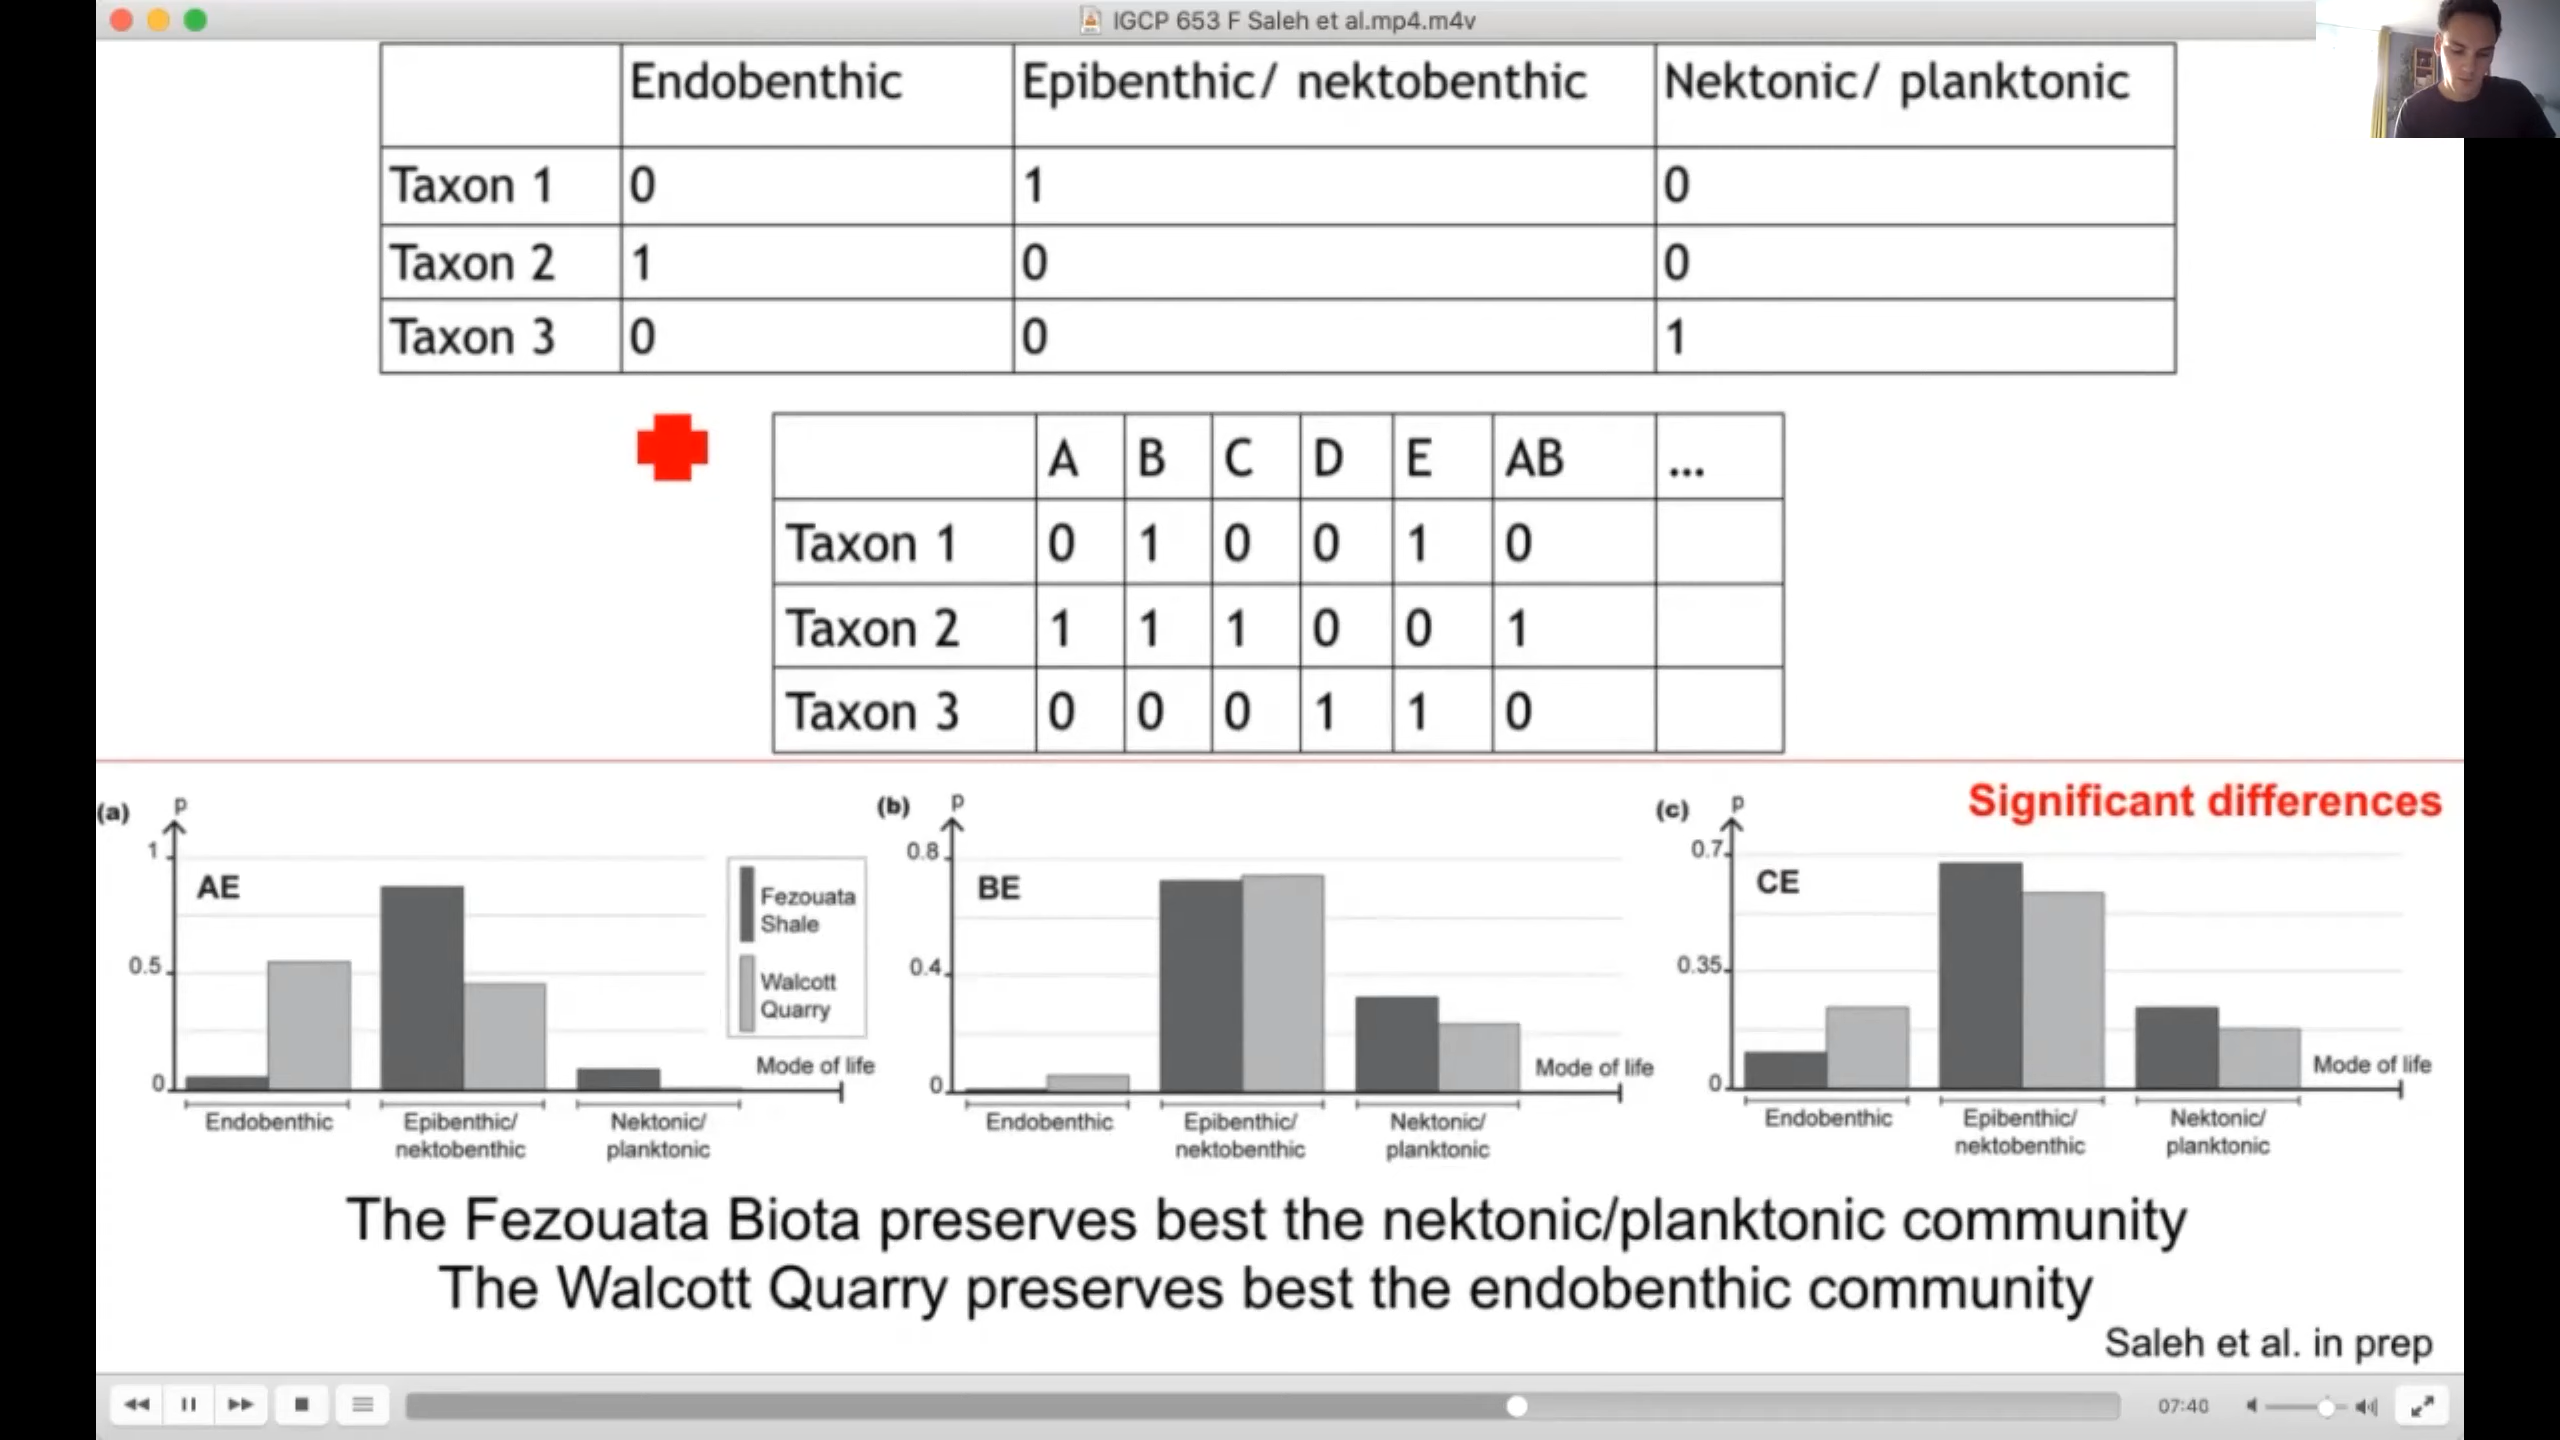 IGCP 653 F Saleh et al.mp4.m4v
Endobenthic Epibenthic/ nektobenthic Nektonic/ planktonic
Taxon 1 0 1 0
Taxon 2 1 0 0
Taxon 3 0 0 1
A B C D E AB ...
Taxon 1 0 1 0 0 1 0
Taxon 2 1 1 1 0 0 1
Taxon 3 0 0 0 1 1 0
Significant differences
(a) P
1
0.5
0
AE
Fezouata
Shale
Walcott
Quarry
Mode of life
Endobenthic
Epibenthic/
nektobenthic
Nektonic/
planktonic
(b) P
0.8
0.4
0
BE
Mode of life
Endobenthic
Epibenthic/
nektobenthic
Nektonic/
planktonic
(c) P
0.7
0.35
0
CE
Mode of life
Endobenthic
Epibenthic/
nektobenthic
Nektonic/
planktonic
The Fezouata Biota preserves best the nektonic/planktonic community
The Walcott Quarry preserves best the endobenthic community
Saleh et al. in prep
07:40